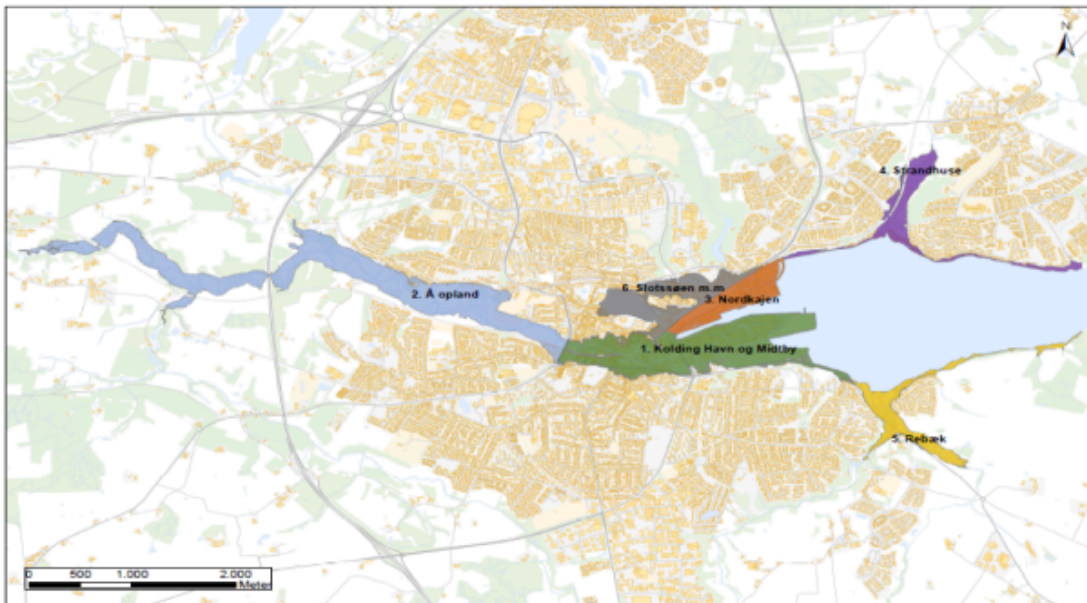 N
4. Strandhuse
6. Slotssøen m.m
2. Å opland
3. Nordkajen
1. Kolding Havn og Midtby
5. Rebæk
0 500 1.000 2.000
Meter